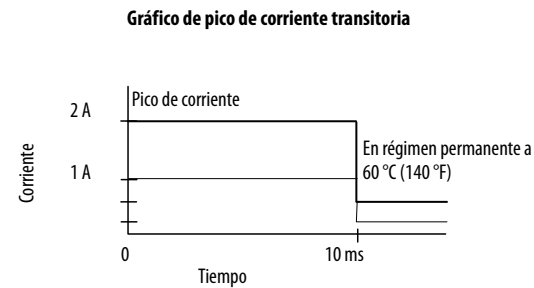 Gráfico de pico de corriente transitoria
Pico de corriente
2 A
En régimen permanente a
60 °C (140 °F)
1 A
Corriente
0
10 ms
Tiempo